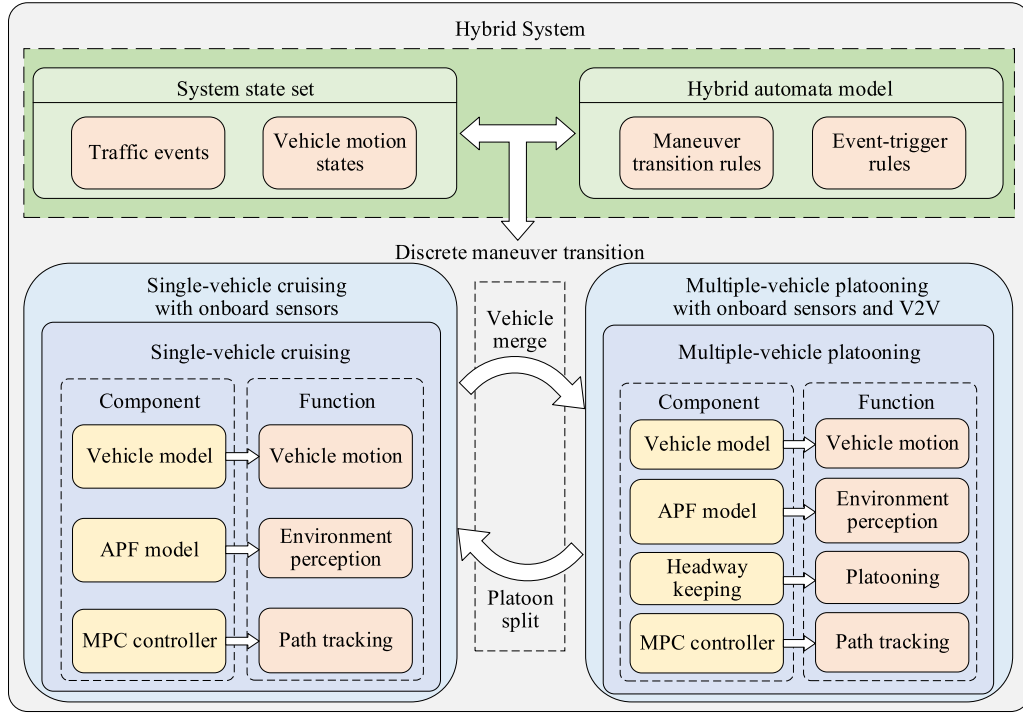 Hybrid System
System state set
Traffic events
Vehicle motion
states
Hybrid automata model
Maneuver
transition rules
Event-trigger
rules
Discrete maneuver transition
Single-vehicle cruising
with onboard sensors
Single-vehicle cruising
Component
Function
Vehicle model
Vehicle motion
APF model
Environment
perception
MPC controller
Path tracking
Vehicle
merge
Platoon
split
Multiple-vehicle platooning
with onboard sensors and V2V
Multiple-vehicle platooning
Component
Function
Vehicle model
Vehicle motion
APF model
Environment
perception
Headway
keeping
Platooning
MPC controller
Path tracking